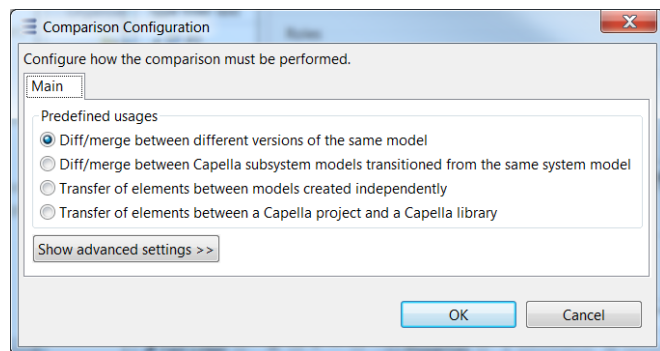 Comparison Configuration
Configure how the comparison must be performed.
Main
Predefined usages
Diff/merge between different versions of the same model
Diff/merge between Capella subsystem models transitioned from the same system model
Transfer of elements between models created independently
Transfer of elements between a Capella project and a Capella library
Show advanced settings >>
OK Cancel